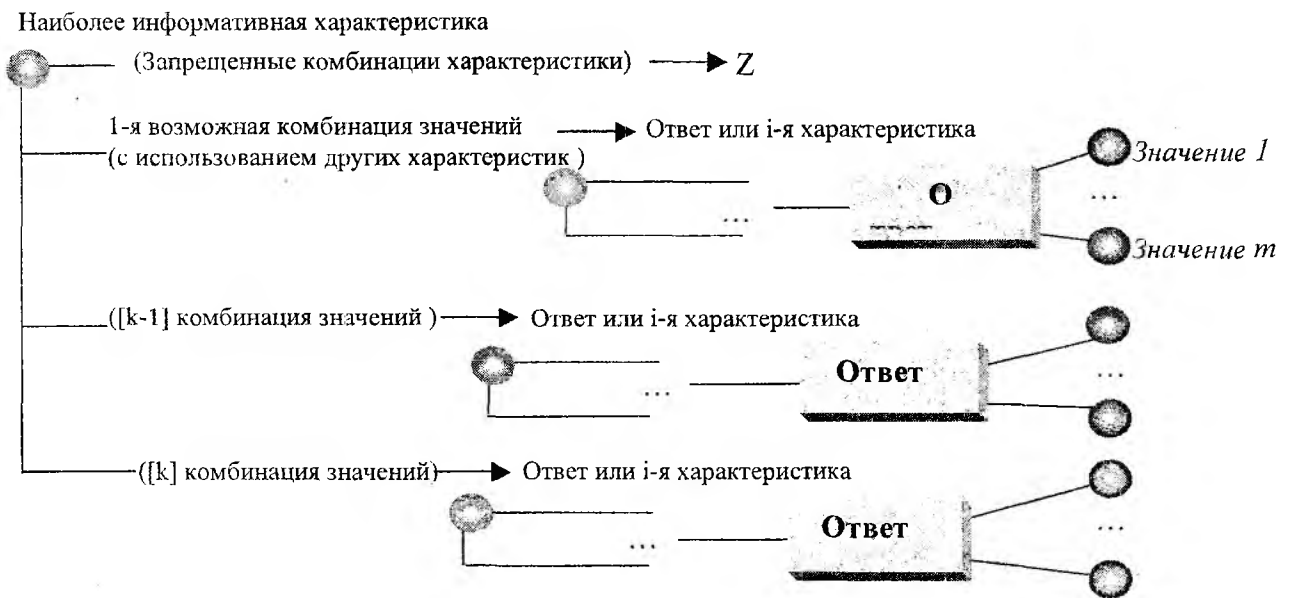 Наиболее информативная характеристика
(Запрещенные комбинации характеристики) Z
1-я возможная комбинация значений Ответ или i-я характеристика
(с использованием других характеристик )
Значение 1
О
...
...
Значение m
([k-1] комбинация значений ) Ответ или i-я характеристика
Ответ
...
...
([k] комбинация значений) Ответ или i-я характеристика
Ответ
...
...